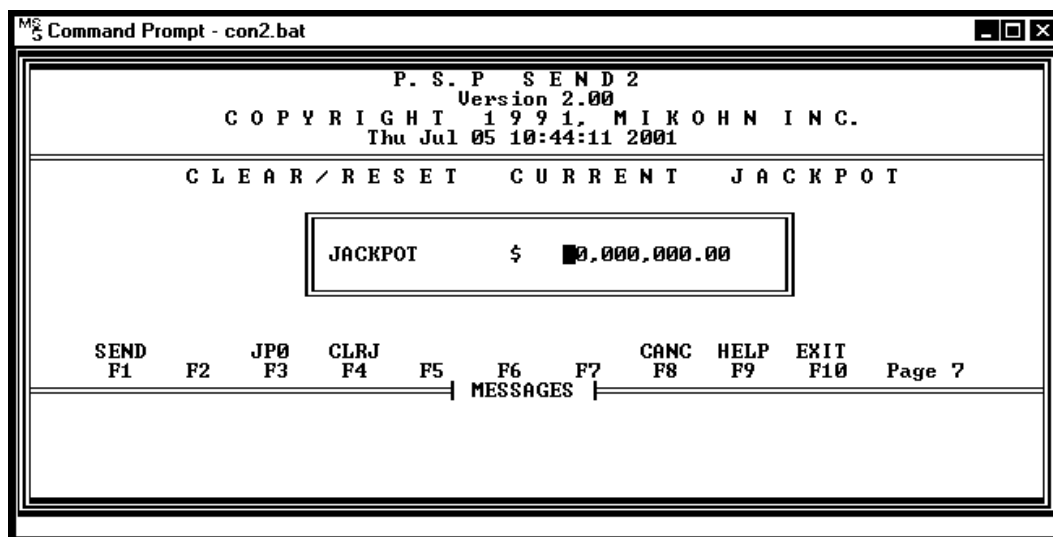 MS
5 Command Prompt - con2.bat
P. S. P  S E N D 2
Version 2.00
C O P Y R I G H T  1 9 9 1,  M I K O H N  I N C.
Thu Jul 05 10:44:11 2001
C L E A R / R E S E T  C U R R E N T  J A C K P O T
JACKPOT $ 0,000,000.00
SEND JP0 CLRJ CANC HELP EXIT
F1 F2 F3 F4 F5 F6 F7 F8 F9 F10 Page 7
MESSAGES